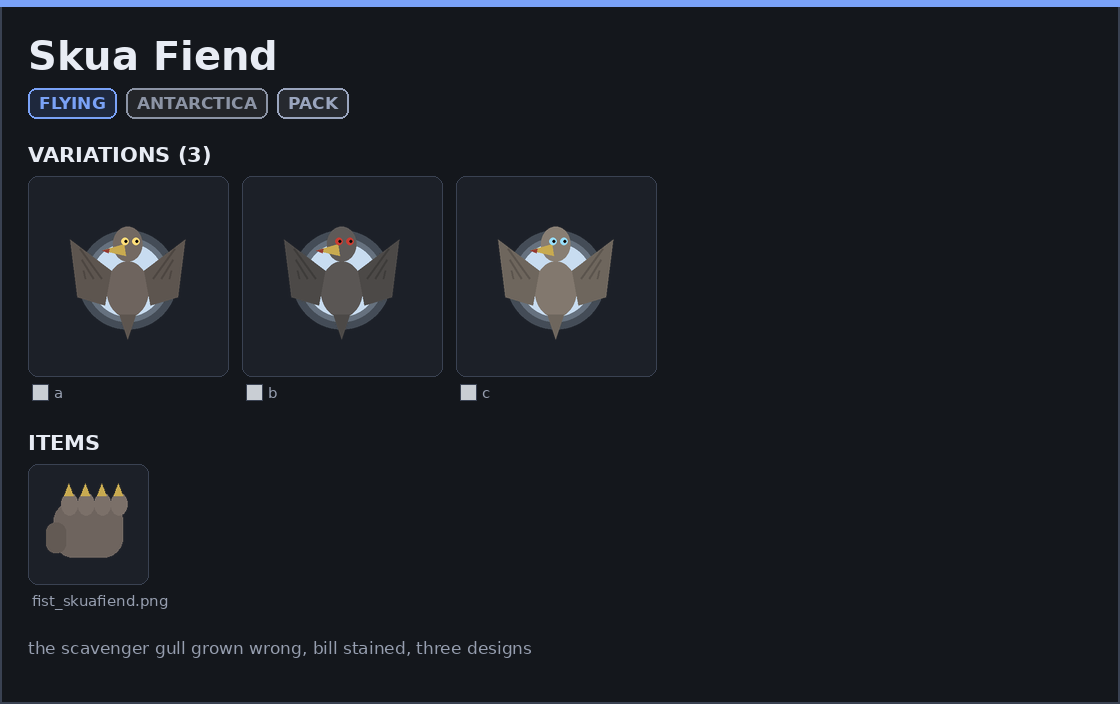 Skua Fiend
FLYING ANTARCTICA PACK
VARIATIONS (3)
a b c
ITEMS
fist_skuafiend.png
the scavenger gull grown wrong, bill stained, three designs